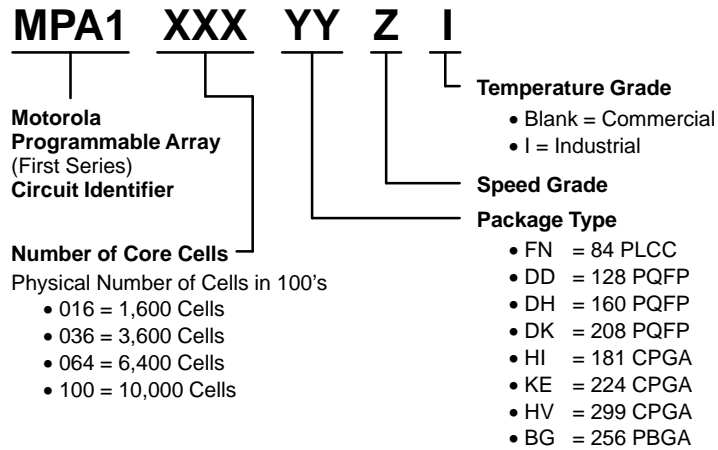 MPA1 XXX YY Z I
Motorola
Programmable Array
(First Series)
Circuit Identifier
Number of Core Cells
Physical Number of Cells in 100's
• 016 = 1,600 Cells
• 036 = 3,600 Cells
• 064 = 6,400 Cells
• 100 = 10,000 Cells
Temperature Grade
• Blank = Commercial
• I = Industrial
Speed Grade
Package Type
• FN = 84 PLCC
• DD = 128 PQFP
• DH = 160 PQFP
• DK = 208 PQFP
• HI = 181 CPGA
• KE = 224 CPGA
• HV = 299 CPGA
• BG = 256 PBGA